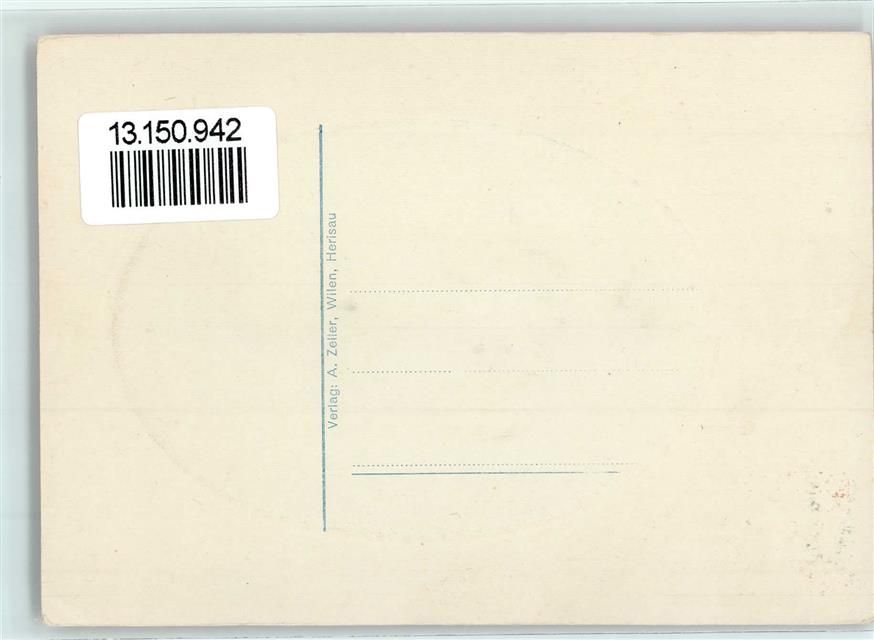 13.150.942
Verlag: A. Zeller, Wilen, Herisau